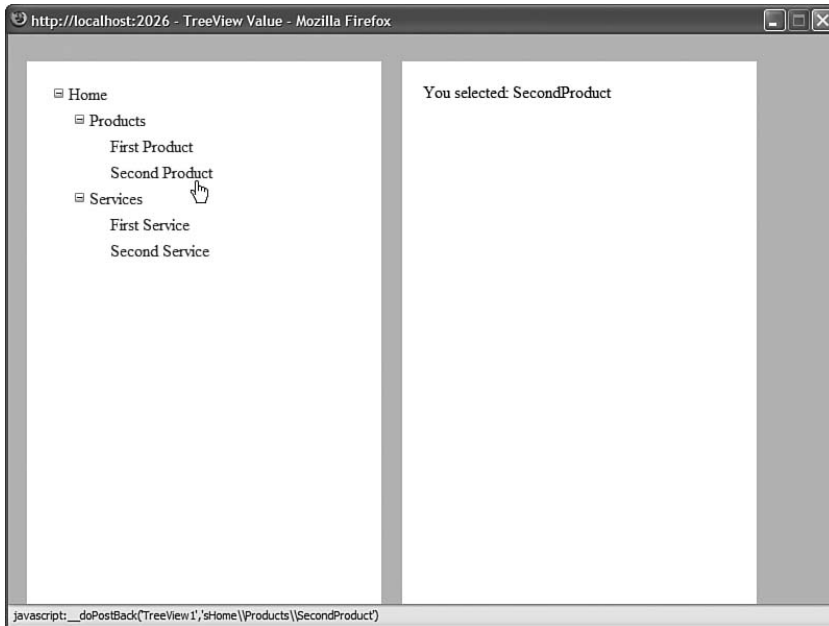 http://localhost:2026 - TreeView Value - Mozilla Firefox
Home
Products
First Product
Second Product
Services
First Service
Second Service
You selected: SecondProduct
javascript:__doPostBack('TreeView1','sHome\\Products\\SecondProduct')